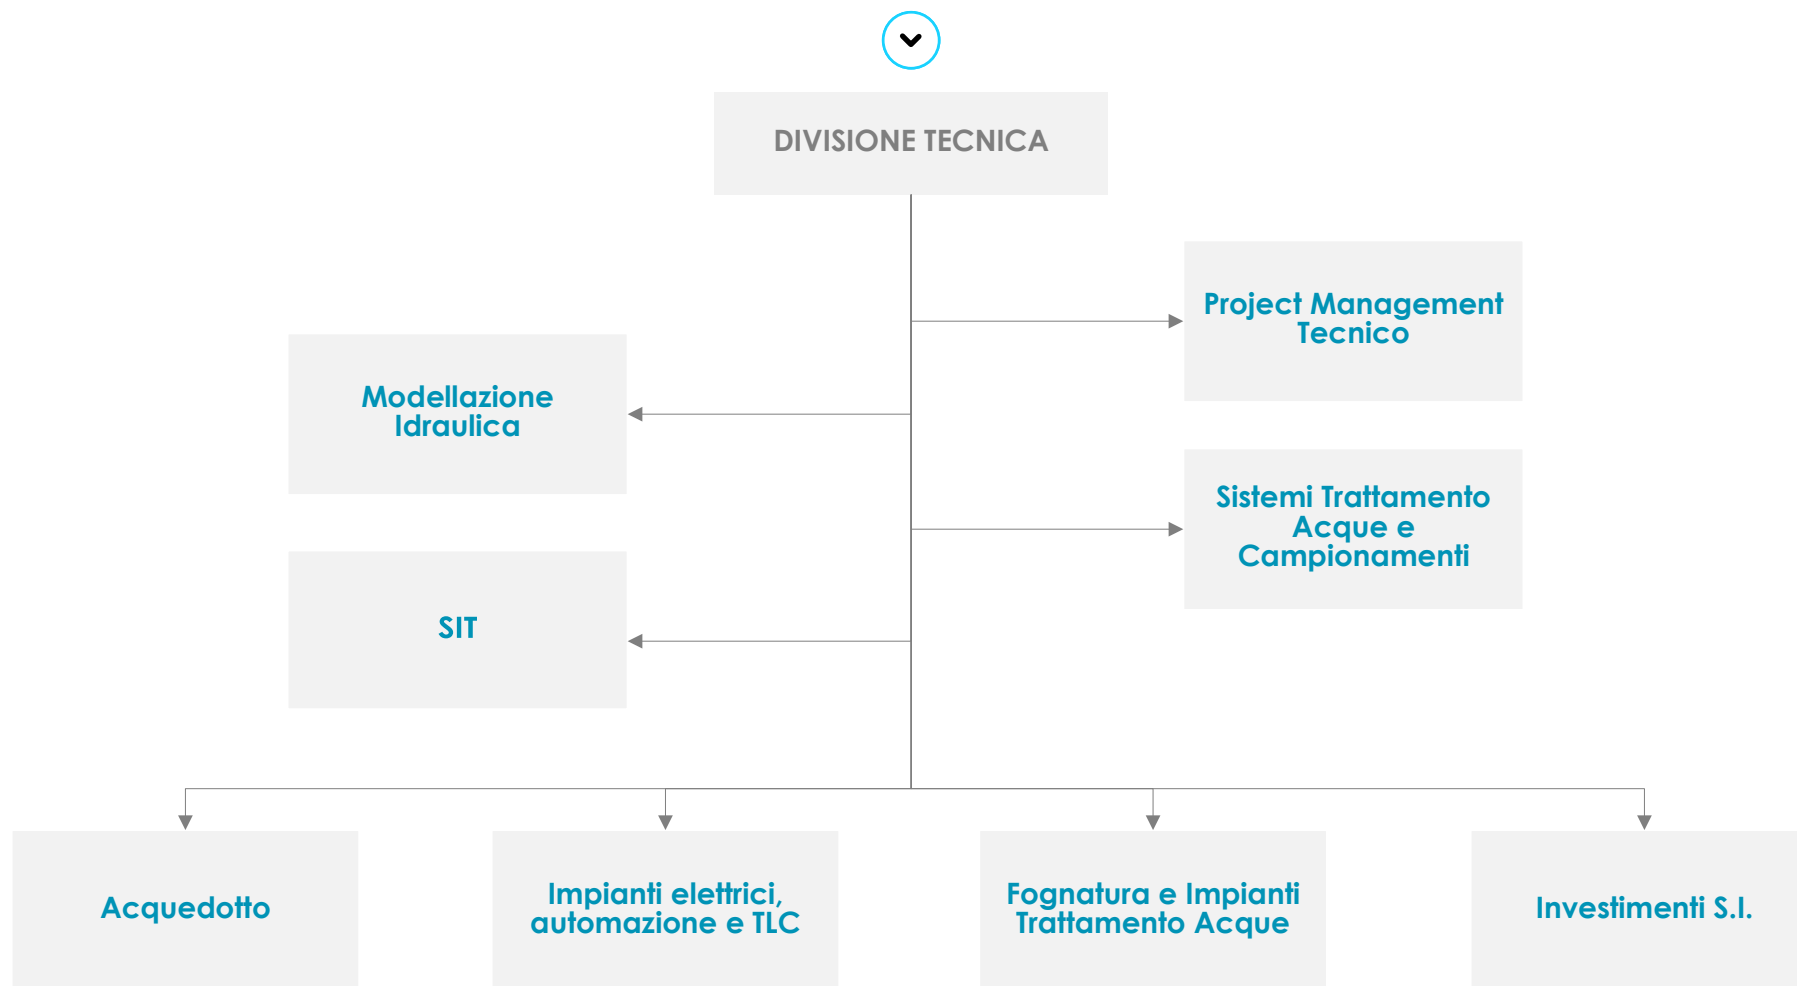 DIVISIONE TECNICA
Project Management
Tecnico
Modellazione
Idraulica
Sistemi Trattamento
Acque e
Campionamenti
SIT
Acquedotto
Impianti elettrici,
automazione e TLC
Fognatura e Impianti
Trattamento Acque
Investimenti S.I.